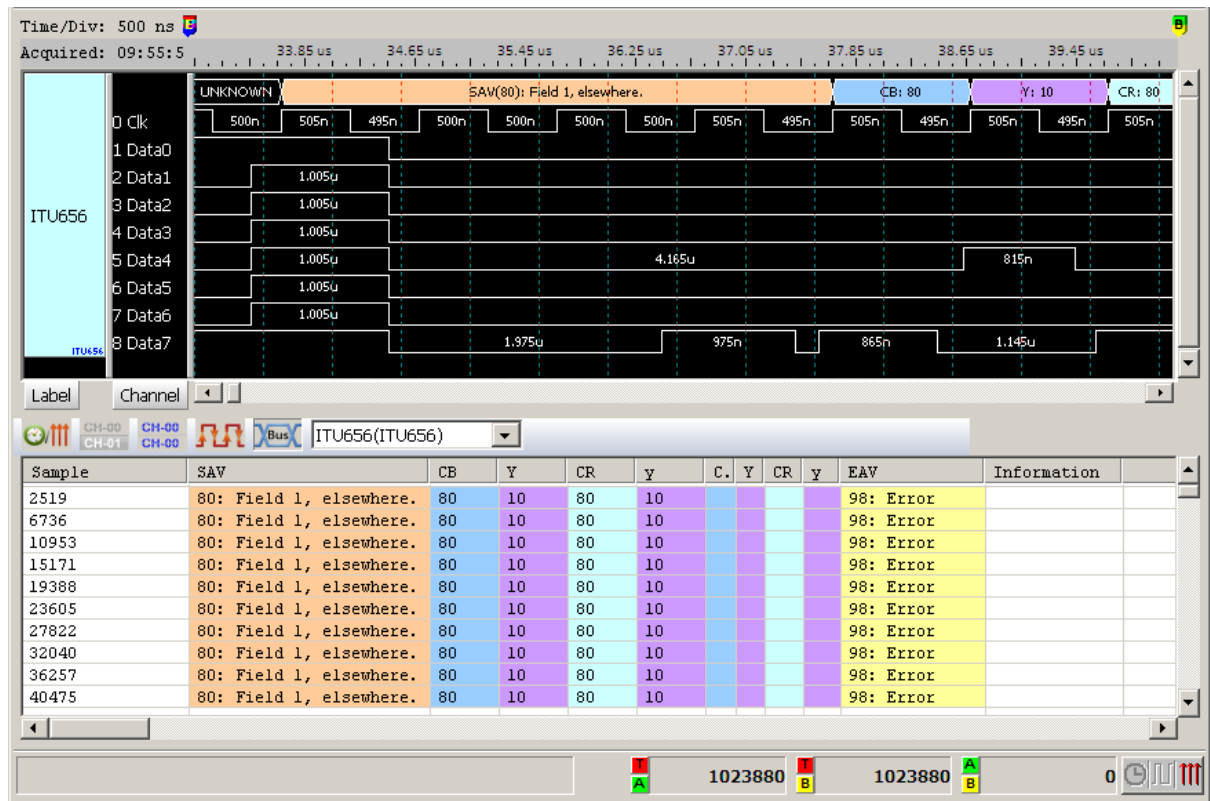 Time/Div: 500 ns
B
Acquired: 09:55:5 33.85 us 34.65 us 35.45 us 36.25 us 37.05 us 37.85 us 38.65 us 39.45 us
UNKNOWN SAV(80): Field 1, elsewhere. CB: 80 Y: 10 CR: 80
0 Clk 500n 505n 495n 500n 500n 500n 500n 505n 495n 505n 495n 505n 495n 505n
1 Data0
2 Data1 1.005u
3 Data2 1.005u
ITU656
4 Data3 1.005u
5 Data4 1.005u 4.165u 815n
6 Data5 1.005u
7 Data6 1.005u
8 Data7 1.975u 975n 865n 1.145u
ITU656
Label Channel
CH-00 CH-00
CH-01 CH-00
Bus ITU656(ITU656)
Sample SAV CB Y CR y C. Y CR y EAV Information
2519 80: Field 1, elsewhere. 80 10 80 10 98: Error
6736 80: Field 1, elsewhere. 80 10 80 10 98: Error
10953 80: Field 1, elsewhere. 80 10 80 10 98: Error
15171 80: Field 1, elsewhere. 80 10 80 10 98: Error
19388 80: Field 1, elsewhere. 80 10 80 10 98: Error
23605 80: Field 1, elsewhere. 80 10 80 10 98: Error
27822 80: Field 1, elsewhere. 80 10 80 10 98: Error
32040 80: Field 1, elsewhere. 80 10 80 10 98: Error
36257 80: Field 1, elsewhere. 80 10 80 10 98: Error
40475 80: Field 1, elsewhere. 80 10 80 10 98: Error
T A 1023880 T B 1023880 A B 0